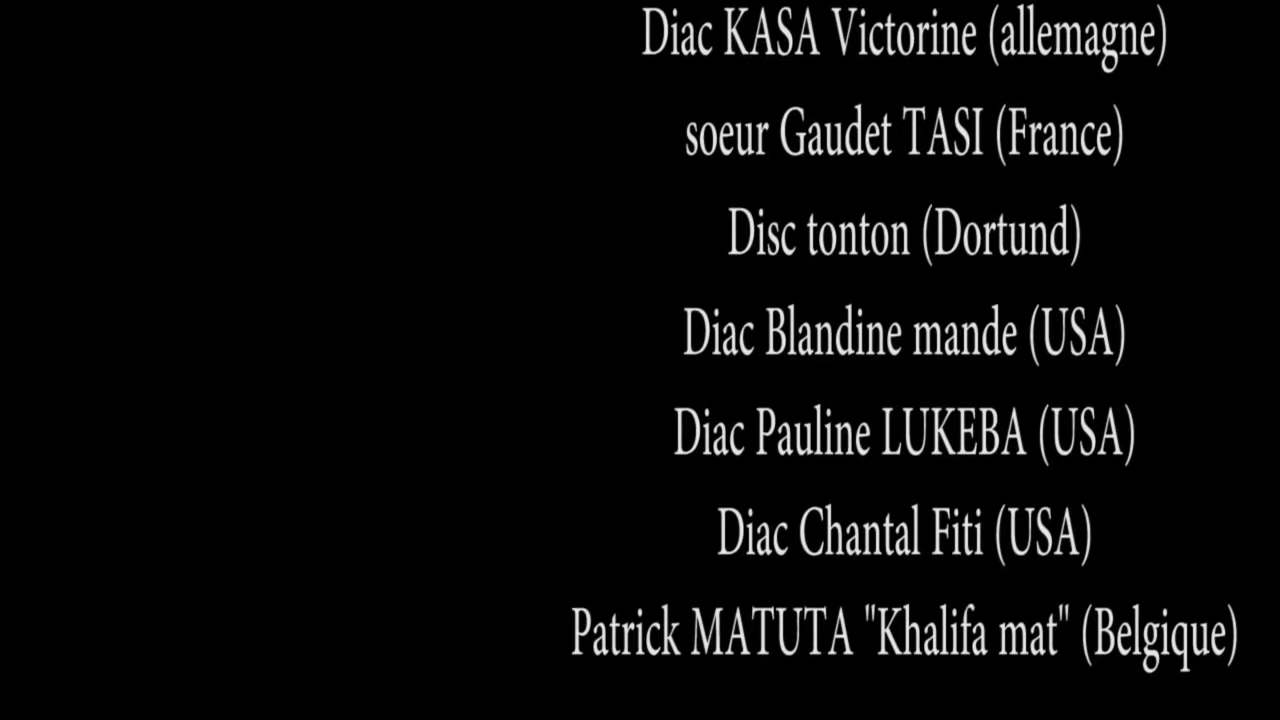 Diac KASA Victorine (allemagne)
soeur Gaudet TASI (France)
Disc tonton (Dortund)
Diac Blandine mande (USA)
Diac Pauline LUKEBA (USA)
Diac Chantal Fiti (USA)
Patrick MATUTA "Khalifa mat" (Belgique)